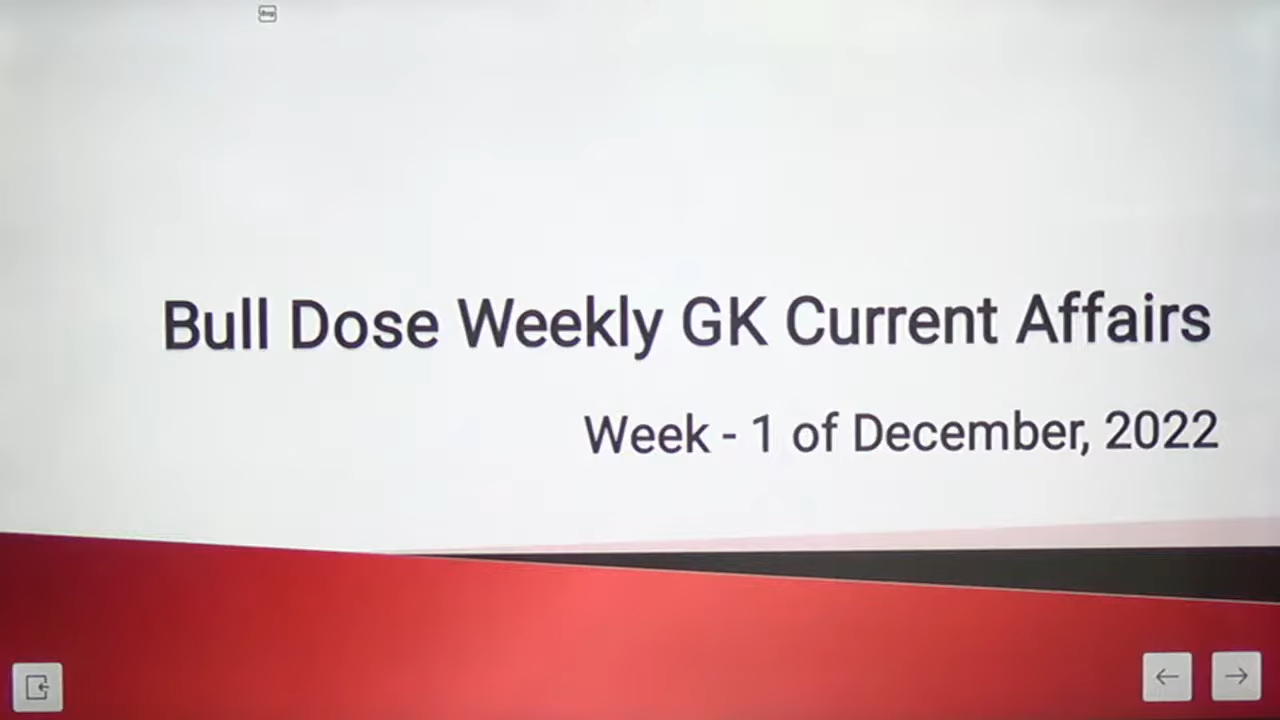 Bull Dose Weekly GK Current Affairs
Week - 1 of December, 2022